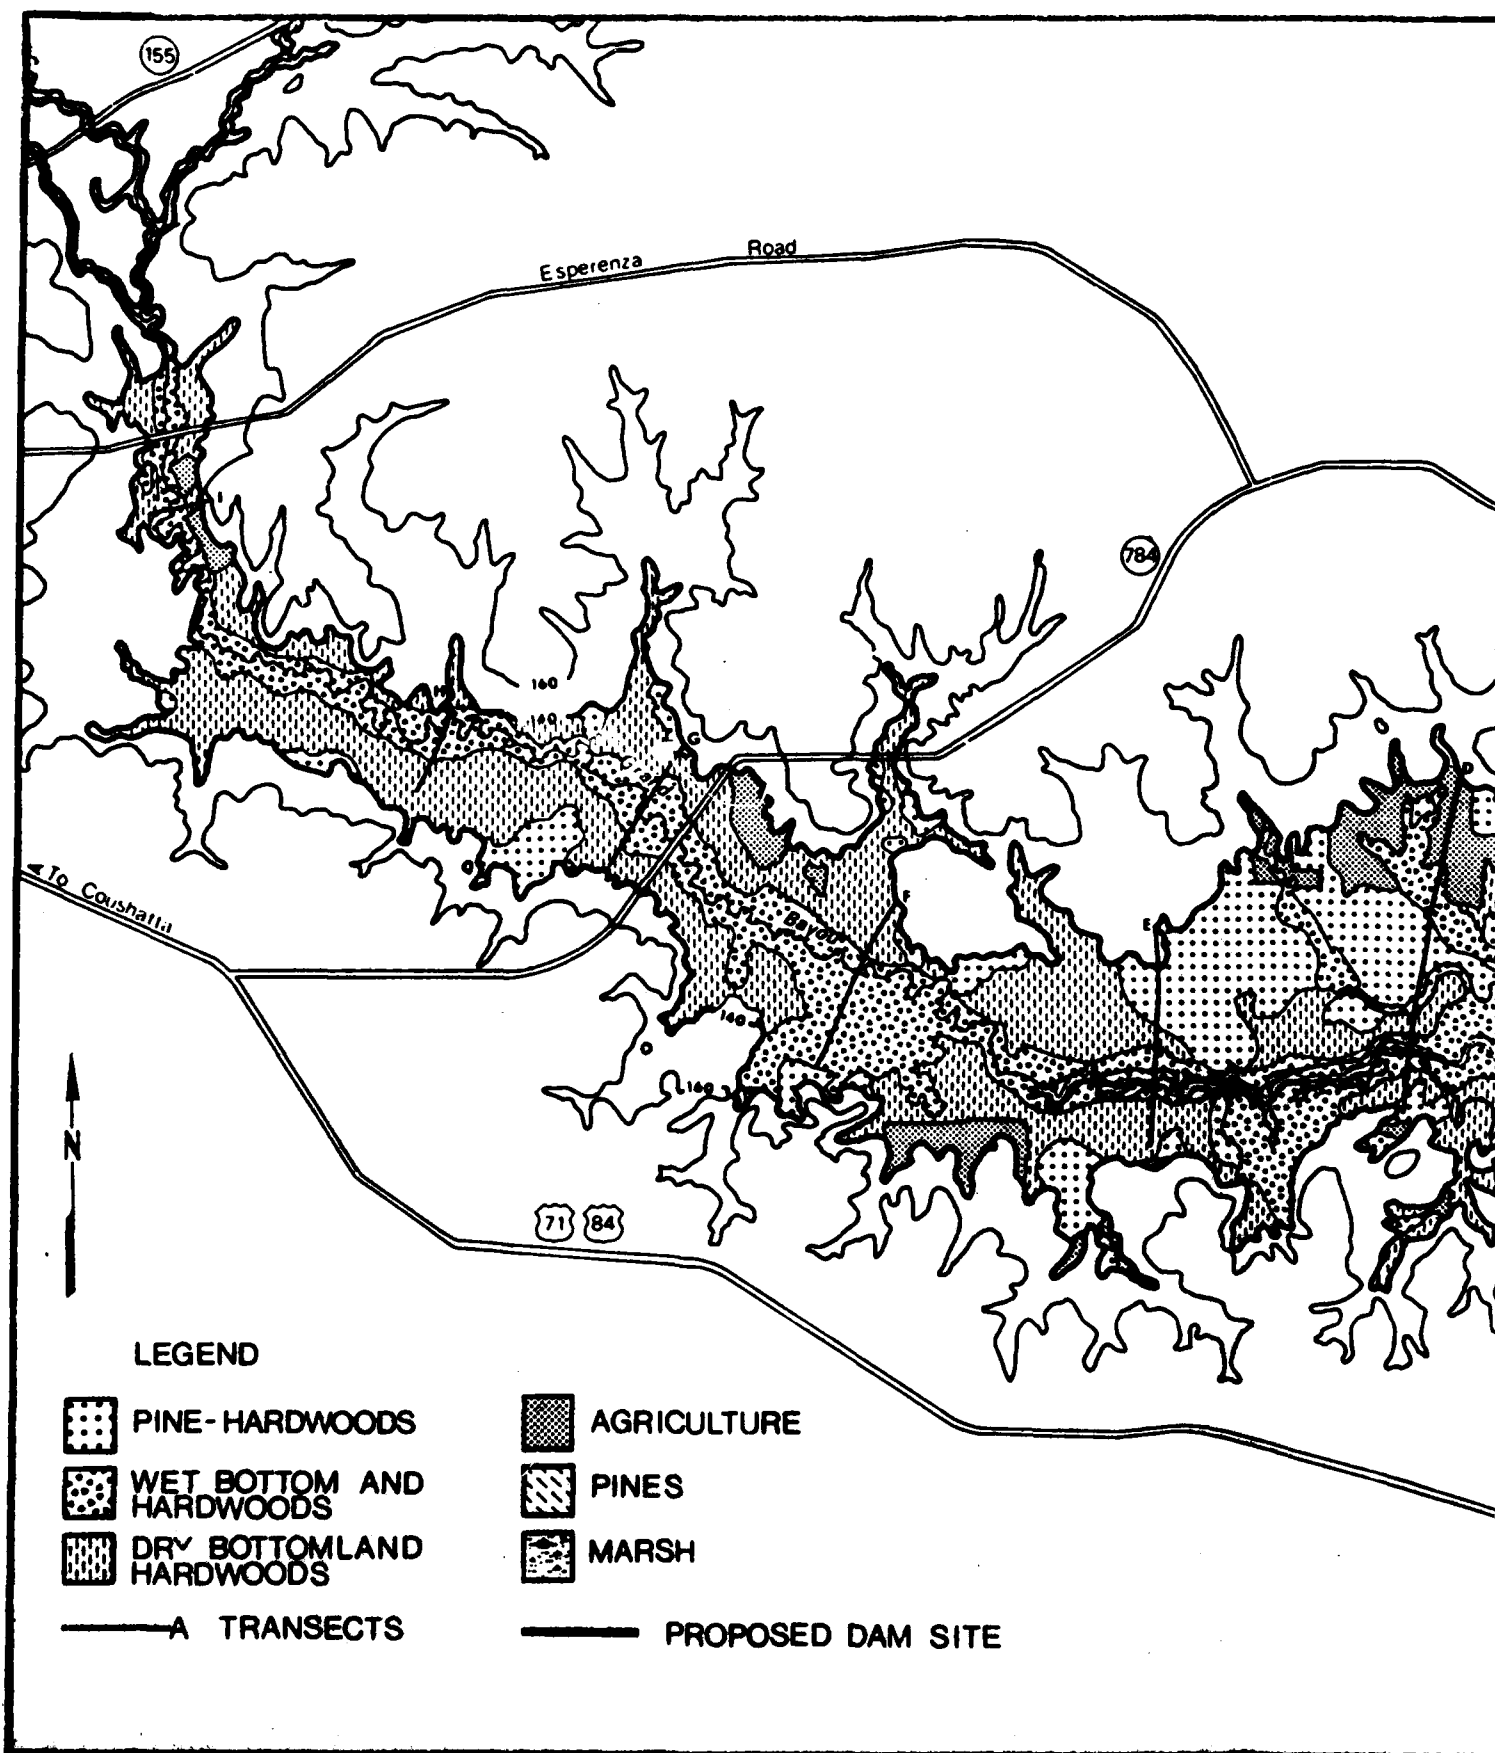 155
Esperenza Road
784
I
H
160
140
G
D
To Coushatta
F
Bayou
E
140
160
N
71 84
LEGEND
PINE-HARDWOODS
AGRICULTURE
WET BOTTOM AND
HARDWOODS
PINES
DRY BOTTOMLAND
HARDWOODS
MARSH
A TRANSECTS
PROPOSED DAM SITE